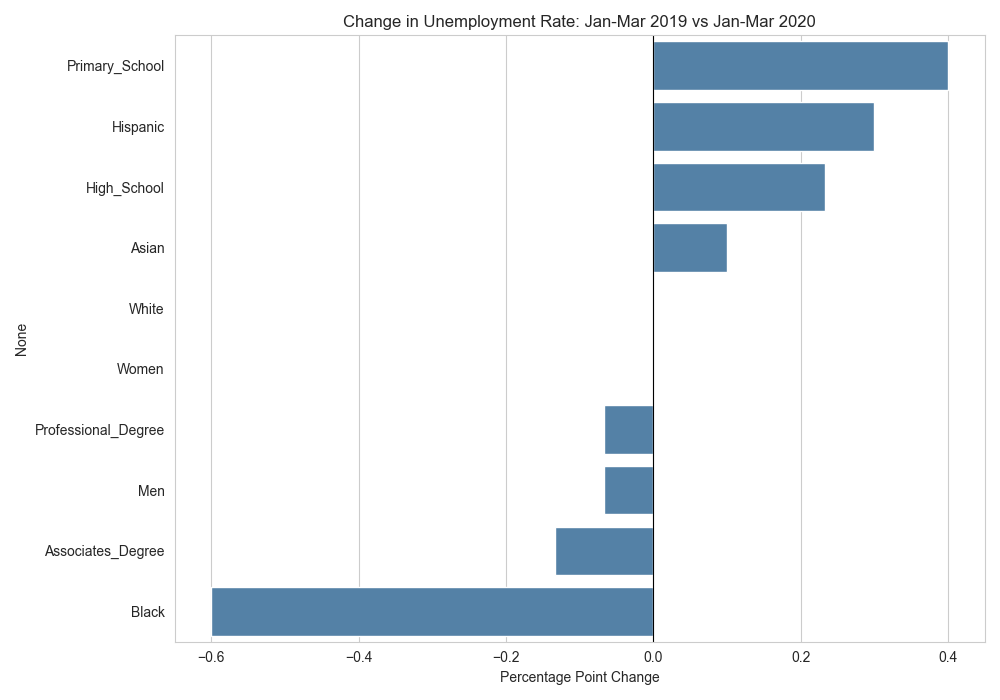 Change in Unemployment Rate: Jan-Mar 2019 vs Jan-Mar 2020
Primary_School
Hispanic
High_School
Asian
White
Women
Professional_Degree
Men
Associates_Degree
Black
None
−0.6 −0.4 −0.2 0.0 0.2 0.4
Percentage Point Change